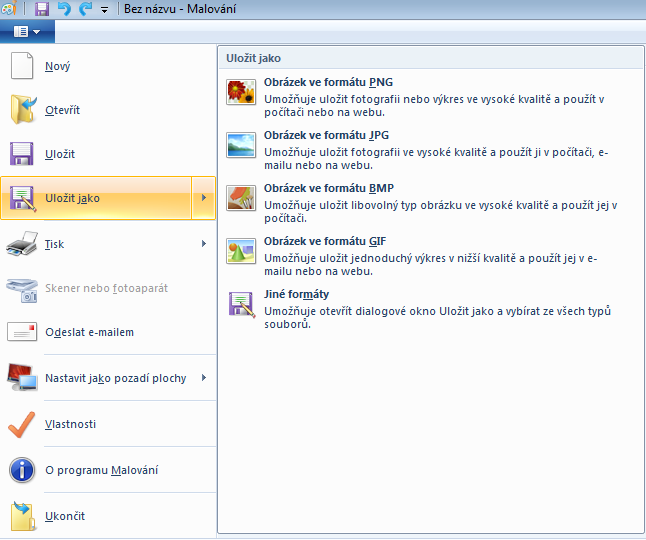 Bez názvu - Malování
Nový
Otevřít
Uložit
Uložit jako
Tisk
Skener nebo fotoaparát
Odeslat e-mailem
Nastavit jako pozadí plochy
Vlastnosti
O programu Malování
Ukončit
Uložit jako
Obrázek ve formátu PNG
Umožňuje uložit fotografii nebo výkres ve vysoké kvalitě a použít v
počítači nebo na webu.
Obrázek ve formátu JPG
Umožňuje uložit fotografii ve vysoké kvalitě a použít ji v počítači, e-
mailu nebo na webu.
Obrázek ve formátu BMP
Umožňuje uložit libovolný typ obrázku ve vysoké kvalitě a použít jej v
počítači.
Obrázek ve formátu GIF
Umožňuje uložit jednoduchý výkres v nižší kvalitě a použít jej v e-
mailu nebo na webu.
Jiné formáty
Umožňuje otevřít dialogové okno Uložit jako a vybírat ze všech typů
souborů.